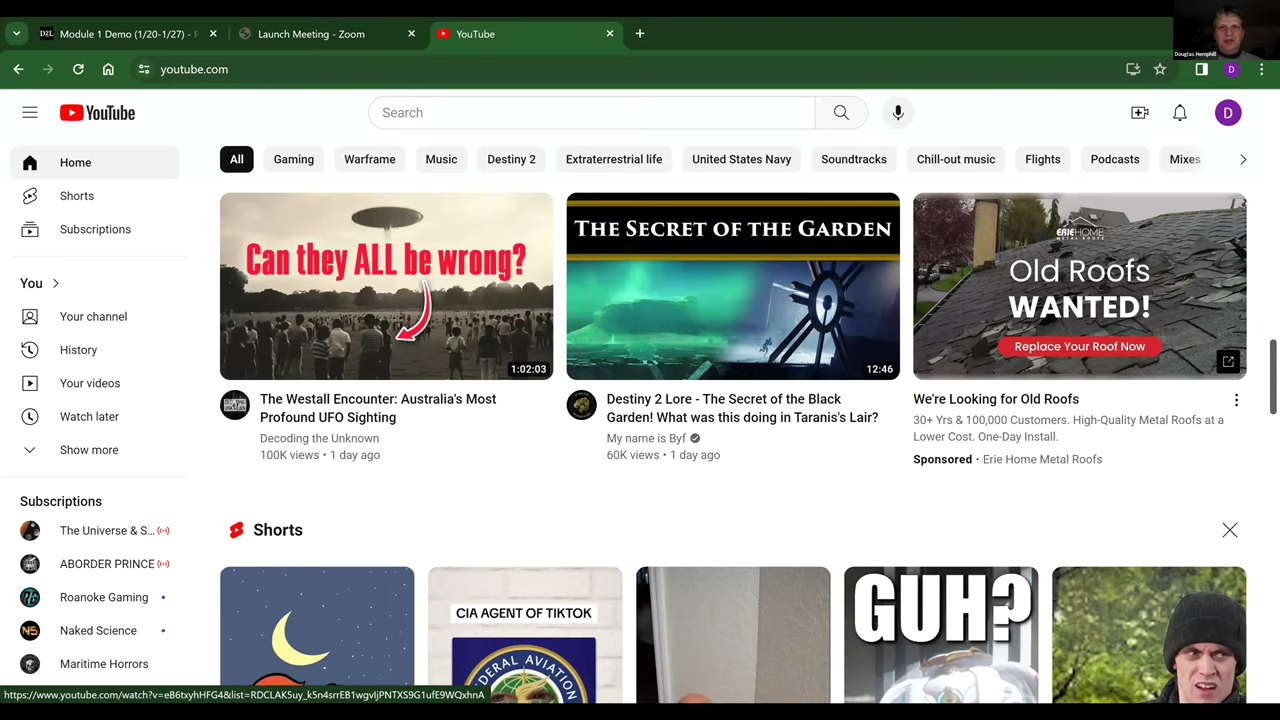 D2L Module 1 Demo (1/20-1/27) -
Launch Meeting - Zoom
YouTube
Douglas Hemphill
youtube.com
D
YouTube
Search
D
Home
Shorts
Subscriptions
You
Your channel
History
Your videos
Watch later
Show more
Subscriptions
The Universe & S...
ABORDER PRINCE
Roanoke Gaming
Naked Science
Maritime Horrors
All
Gaming
Warframe
Music
Destiny 2
Extraterrestrial life
United States Navy
Soundtracks
Chill-out music
Flights
Podcasts
Mixes
Can they ALL be wrong?
1:02:03
The Westall Encounter: Australia's Most
Profound UFO Sighting
Decoding the Unknown
100K views • 1 day ago
THE SECRET OF THE GARDEN
12:46
Destiny 2 Lore - The Secret of the Black
Garden! What was this doing in Taranis's Lair?
My name is Byf
60K views • 1 day ago
ERIEHOME
METAL ROOFS
Old Roofs
WANTED!
Replace Your Roof Now
We're Looking for Old Roofs
30+ Yrs & 100,000 Customers. High-Quality Metal Roofs at a
Lower Cost. One-Day Install.
Sponsored · Erie Home Metal Roofs
Shorts
CIA AGENT OF TIKTOK
FEDERAL AVIATION
GUH?
https://www.youtube.com/watch?v=eB6txyhHFG4&list=RDCLAK5uy_k5n4srrEB1wgvIjPNTXS9G1ufE9WQxhnA